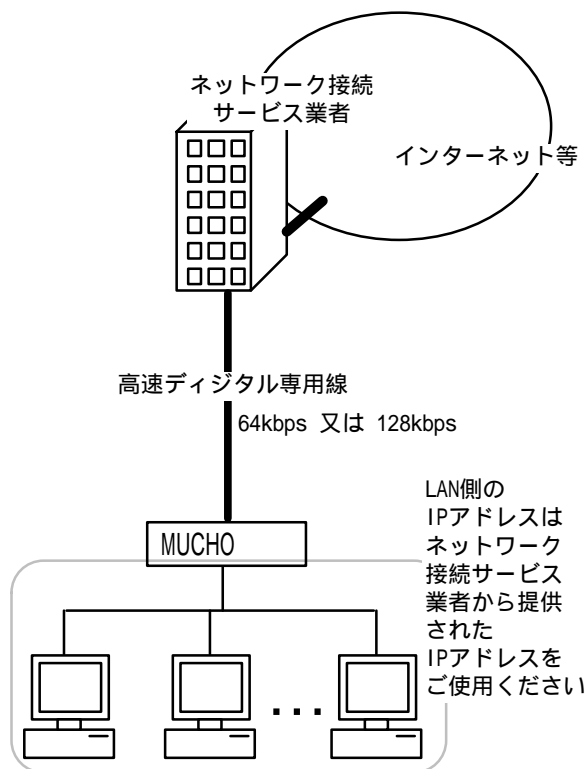 ネットワーク接続
サービス業者
インターネット等
高速ディジタル専用線
64kbps 又は 128kbps
MUCHO
LAN側の
IPアドレスは
ネットワーク
接続サービス
業者から提供
された
IPアドレスを
ご使用ください